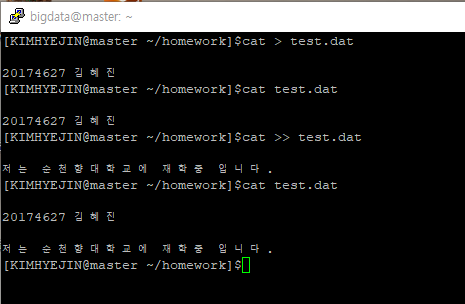 bigdata@master: ~
[KIMHYEJIN@master ~/homework]$cat > test.dat
20174627 김혜진
[KIMHYEJIN@master ~/homework]$cat test.dat
20174627 김혜진
[KIMHYEJIN@master ~/homework]$cat >> test.dat
저는 순천향대학교에 재학중 입니다.
[KIMHYEJIN@master ~/homework]$cat test.dat
20174627 김혜진
저는 순천향대학교에 재학중 입니다.
[KIMHYEJIN@master ~/homework]$